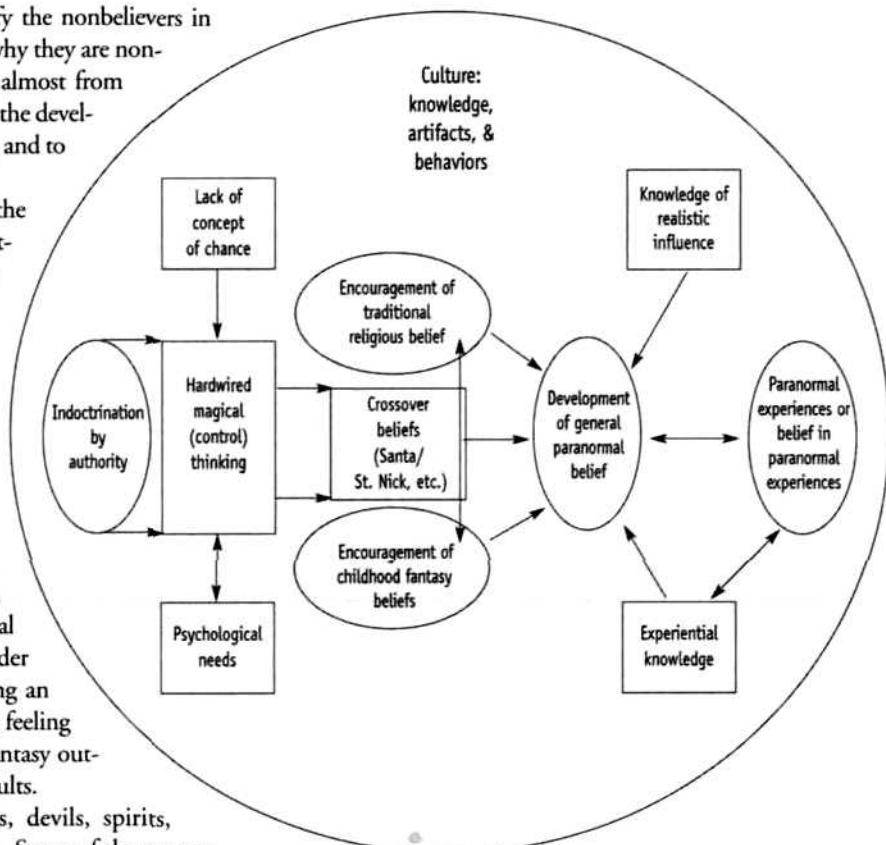 fy the nonbelievers in
why they are non-
almost from
the devel-
and to
the
t-
al
der
ng an
feeling
ntasy out-
ults.
s, devils, spirits,
Culture:
knowledge,
artifacts, &
behaviors
Lack of
concept
of chance
Knowledge of
realistic
influence
Encouragement of
traditional
religious belief
Indoctrination
by
authority
Hardwired
magical
(control)
thinking
Crossover
beliefs
(Santa/
St. Nick, etc.)
Development
of general
paranormal
belief
Paranormal
experiences or
belief in
paranormal
experiences
Encouragement of
childhood fantasy
beliefs
Psychological
needs
Experiential
knowledge